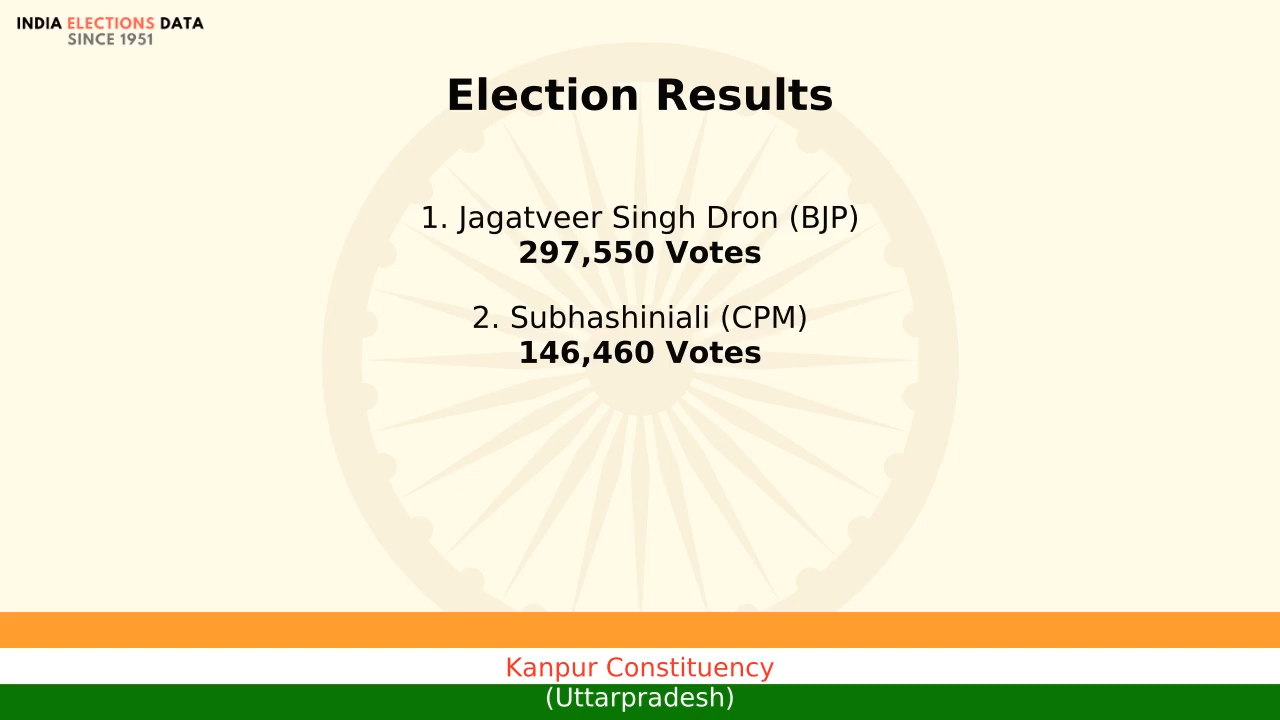 INDIA ELECTIONS DATA
SINCE 1951
Election Results
1. Jagatveer Singh Dron (BJP)
297,550 Votes
2. Subhashiniali (CPM)
146,460 Votes
Kanpur Constituency
(Uttarpradesh)